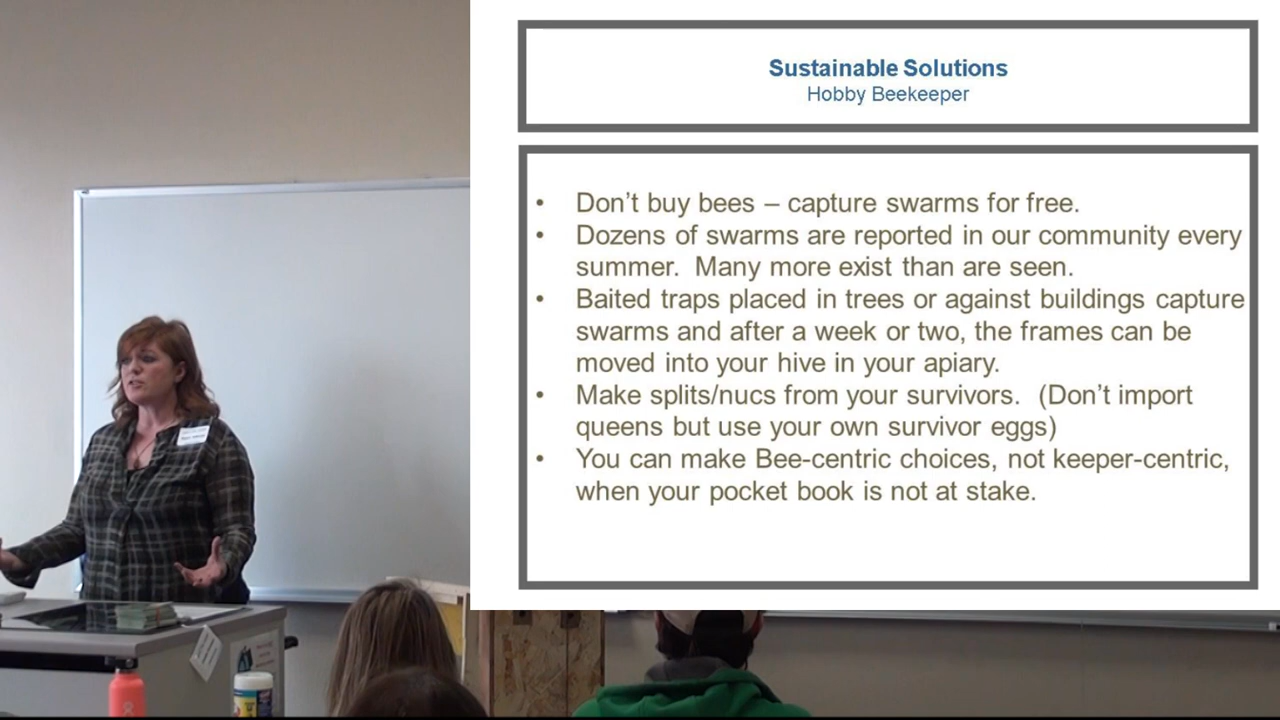 Sustainable Solutions
Hobby Beekeeper
• Don’t buy bees – capture swarms for free.
• Dozens of swarms are reported in our community every
summer.  Many more exist than are seen.
• Baited traps placed in trees or against buildings capture
swarms and after a week or two, the frames can be
moved into your hive in your apiary.
• Make splits/nucs from your survivors.  (Don’t import
queens but use your own survivor eggs)
• You can make Bee-centric choices, not keeper-centric,
when your pocket book is not at stake.